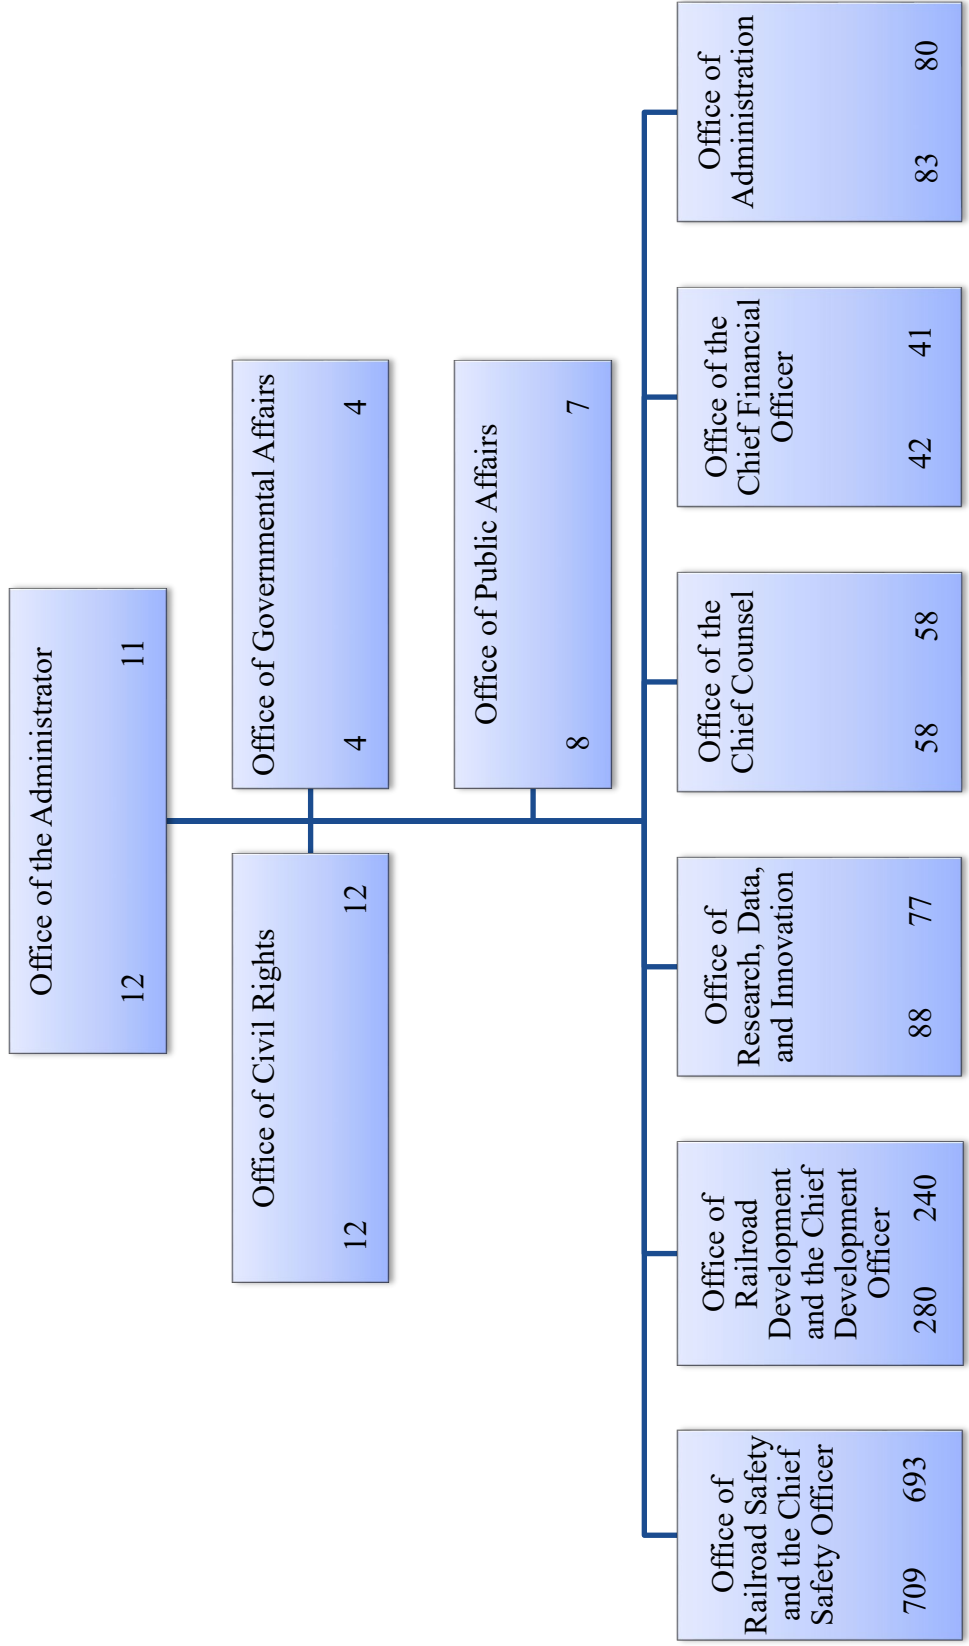 Office of the Administrator
12 11
Office of Civil Rights
12 12
Office of Governmental Affairs
4 4
Office of Public Affairs
8 7
Office of
Railroad Safety
and the Chief
Safety Officer
709 693
Office of
Railroad
Development
and the Chief
Development
Officer
280 240
Office of
Research, Data,
and Innovation
88 77
Office of the
Chief Counsel
58 58
Office of the
Chief Financial
Officer
42 41
Office of
Administration
83 80